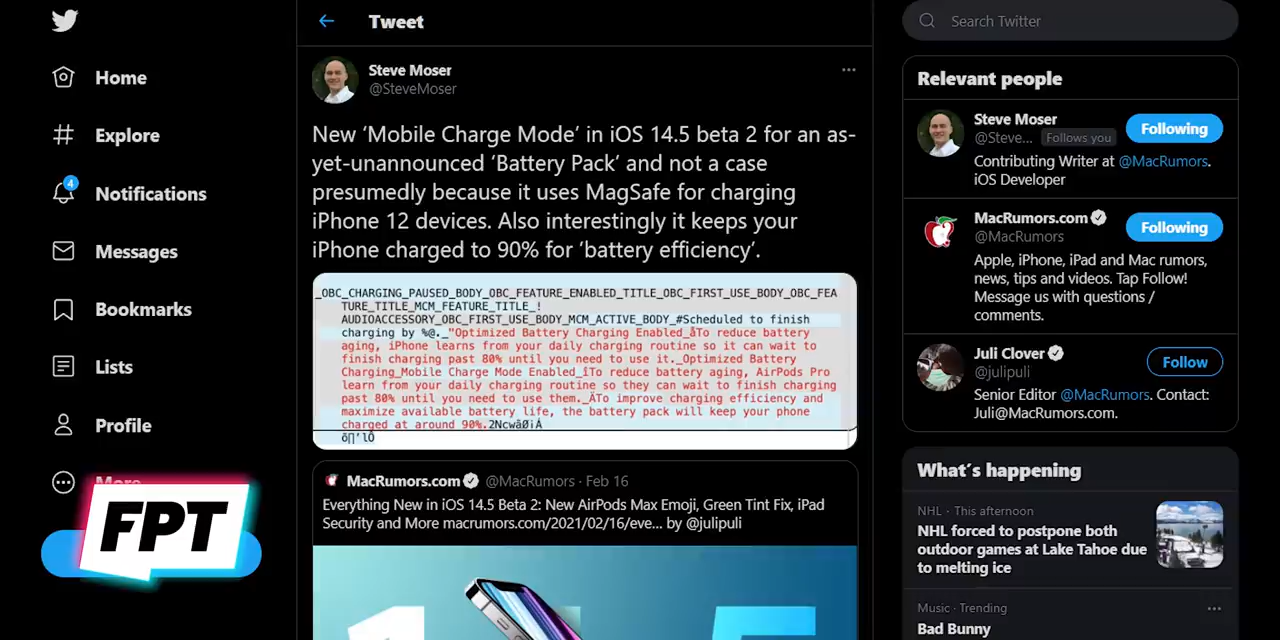 Home
Explore
4
Notifications
Messages
Bookmarks
Lists
Profile
More
FPT
Tweet
Steve Moser
@SteveMoser
New ‘Mobile Charge Mode’ in iOS 14.5 beta 2 for an as-
yet-unannounced ‘Battery Pack’ and not a case
presumedly because it uses MagSafe for charging
iPhone 12 devices. Also interestingly it keeps your
iPhone charged to 90% for ‘battery efficiency’.
_OBC_CHARGING_PAUSED_BODY_OBC_FEATURE_ENABLED_TITLE_OBC_FIRST_USE_BODY_OBC_FEA
TURE_TITLE_MCM_FEATURE_TITLE_!
AUDIOACCESSORY_OBC_FIRST_USE_BODY_MCM_ACTIVE_BODY_#Scheduled to finish
charging by %@._"Optimized Battery Charging Enabled_åTo reduce battery
aging, iPhone learns from your daily charging routine so it can wait to
finish charging past 80% until you need to use it._Optimized Battery
Charging_Mobile Charge Mode Enabled_îTo reduce battery aging, AirPods Pro
learn from your daily charging routine so they can wait to finish charging
past 80% until you need to use them._ÄTo improve charging efficiency and
maximize available battery life, the battery pack will keep your phone
charged at around 90%.
MacRumors.com @MacRumors · Feb 16
Everything New in iOS 14.5 Beta 2: New AirPods Max Emoji, Green Tint Fix, iPad
Security and More macrumors.com/2021/02/16/eve... by @julipuli
Search Twitter
Relevant people
Steve Moser
@Steve... Follows you
Following
Contributing Writer at @MacRumors.
iOS Developer
MacRumors.com
@MacRumors
Following
Apple, iPhone, iPad and Mac rumors,
news, tips and videos. Tap Follow!
Message us with questions /
comments.
Juli Clover
@julipuli
Follow
Senior Editor @MacRumors. Contact:
Juli@MacRumors.com.
What’s happening
NHL · This afternoon
NHL forced to postpone both
outdoor games at Lake Tahoe due
to melting ice
Music · Trending
Bad Bunny